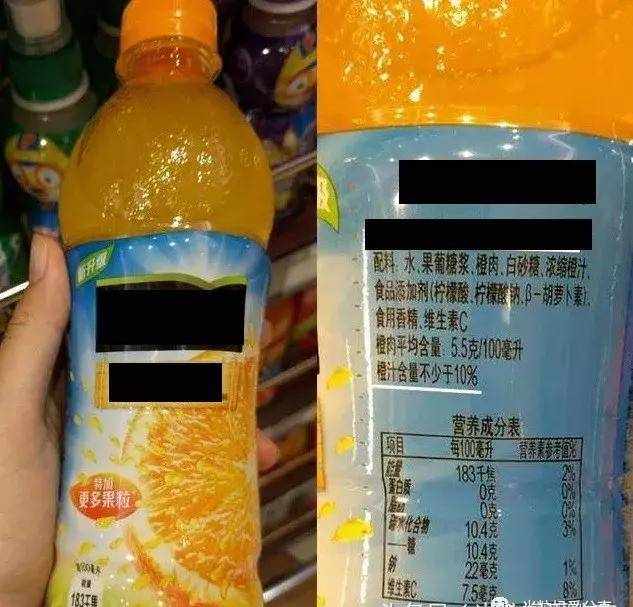 新升级
特加
更多果粒
183千焦
配料: 水、果葡糖浆、橙肉、白砂糖、浓缩橙汁、
食品添加剂(柠檬酸、柠檬酸钠、β-胡萝卜素)、
食用香精、维生素C
橙肉平均含量: 5.5克/100毫升
橙汁含量不少于10%
营养成分表
项目 每100毫升 营养素参考值%
能量 183千焦 2%
蛋白质 0克 0%
脂肪 0克 0%
碳水化合物 10.4克 3%
—糖 10.4克
钠 22毫克 1%
维生素C 7.5毫克 8%